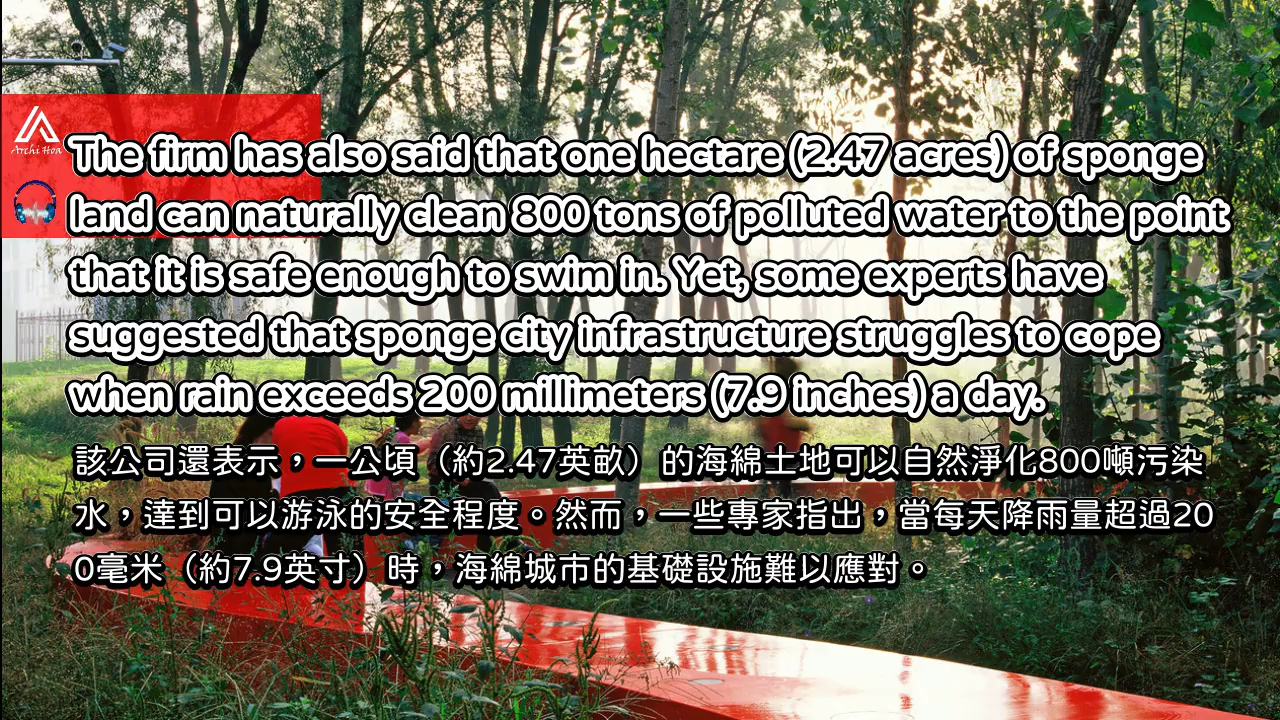 Archi Hoa
The firm has also said that one hectare (2.47 acres) of sponge
land can naturally clean 800 tons of polluted water to the point
that it is safe enough to swim in. Yet, some experts have
suggested that sponge city infrastructure struggles to cope
when rain exceeds 200 millimeters (7.9 inches) a day.
該公司還表示，一公頃（約2.47英畝）的海綿土地可以自然淨化800噸污染
水，達到可以游泳的安全程度。然而，一些專家指出，當每天降雨量超過20
0毫米（約7.9英寸）時，海綿城市的基礎設施難以應對。